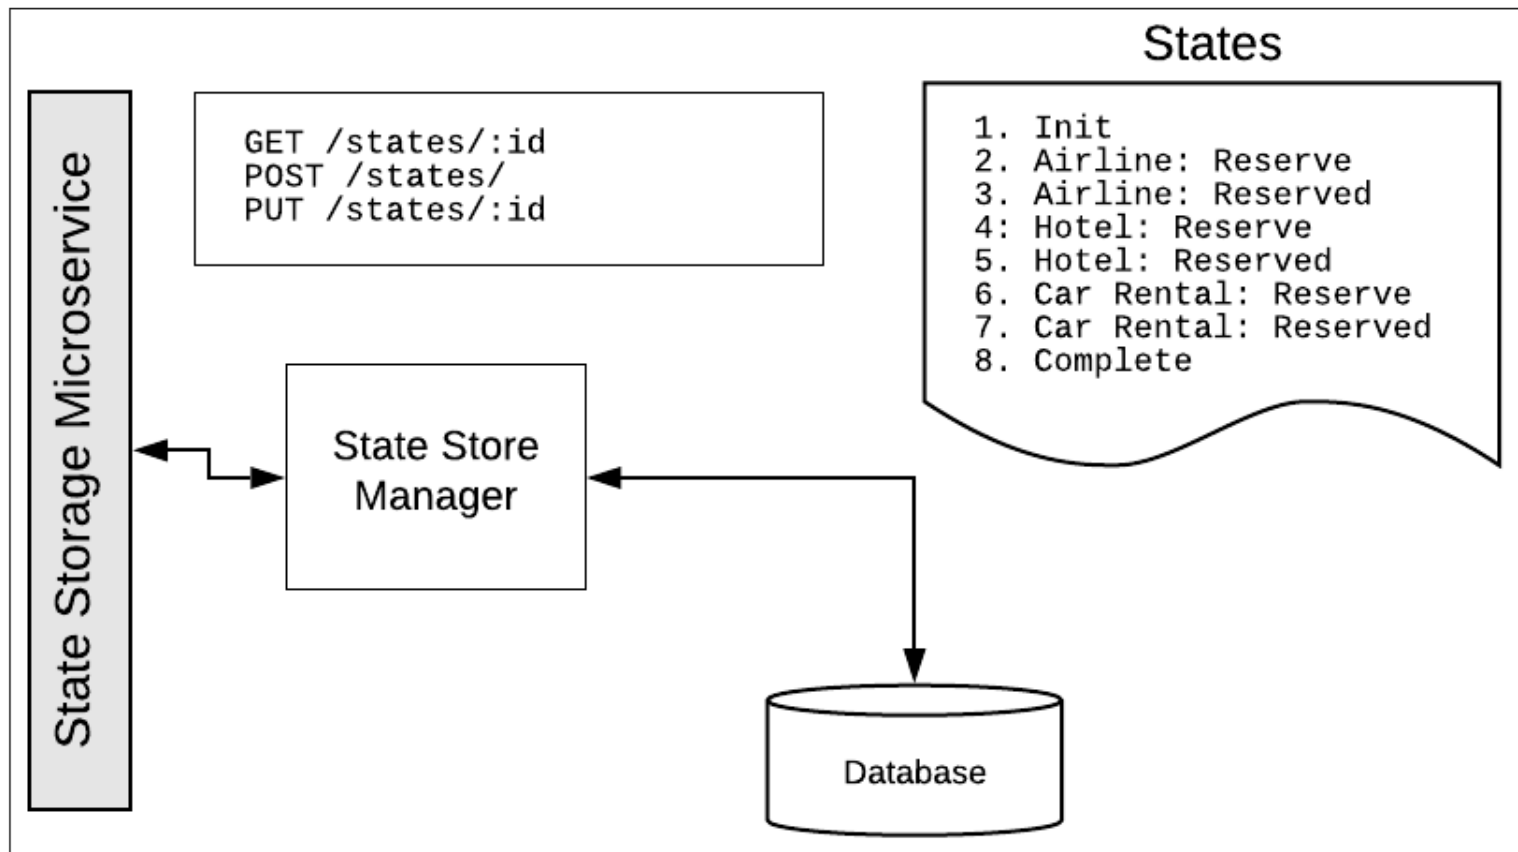 States
State Storage Microservice
GET /states/:id
POST /states/
PUT /states/:id
1. Init
2. Airline: Reserve
3. Airline: Reserved
4: Hotel: Reserve
5. Hotel: Reserved
6. Car Rental: Reserve
7. Car Rental: Reserved
8. Complete
State Store
Manager
Database